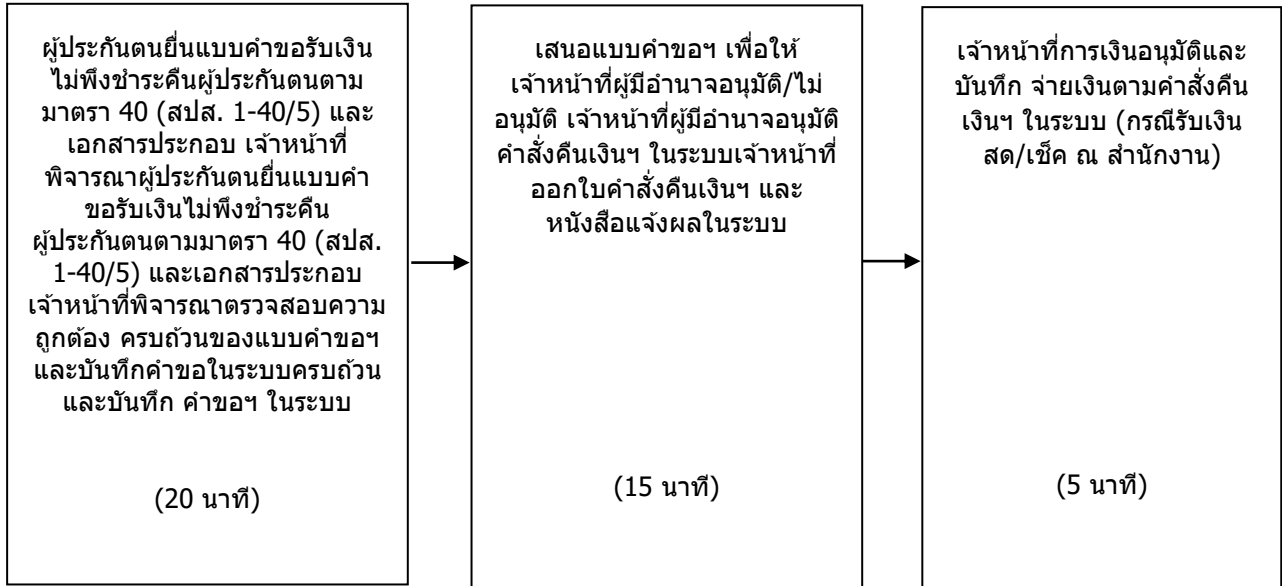 ผู้ประกันตนยื่นแบบคำขอรับเงิน
ไม่พึงชำระคืนผู้ประกันตนตาม
มาตรา 40 (สปส. 1-40/5) และ
เอกสารประกอบ เจ้าหน้าที่
พิจารณาผู้ประกันตนยื่นแบบคำ
ขอรับเงินไม่พึงชำระคืน
ผู้ประกันตนตามมาตรา 40 (สปส.
1-40/5) และเอกสารประกอบ
เจ้าหน้าที่พิจารณาตรวจสอบความ
ถูกต้อง ครบถ้วนของแบบคำขอฯ
และบันทึกคำขอในระบบครบถ้วน
และบันทึก คำขอฯ ในระบบ
(20 นาที)
เสนอแบบคำขอฯ เพื่อให้
เจ้าหน้าที่ผู้มีอำนาจอนุมัติ/ไม่
อนุมัติ เจ้าหน้าที่ผู้มีอำนาจอนุมัติ
คำสั่งคืนเงินฯ ในระบบเจ้าหน้าที่
ออกใบคำสั่งคืนเงินฯ และ
หนังสือแจ้งผลในระบบ
(15 นาที)
เจ้าหน้าที่การเงินอนุมัติและ
บันทึก จ่ายเงินตามคำสั่งคืน
เงินฯ ในระบบ (กรณีรับเงิน
สด/เช็ค ณ สำนักงาน)
(5 นาที)